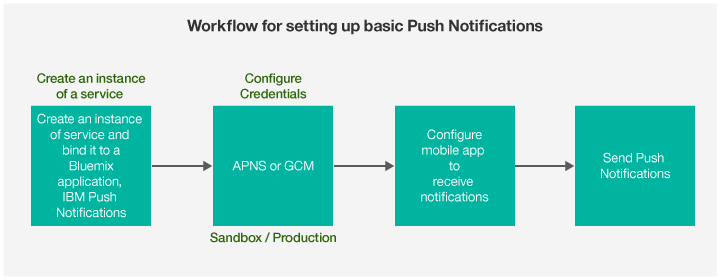 Workflow for setting up basic Push Notifications
Create an instance
of a service
Create an instance
of service and
bind it to a
Bluemix
application,
IBM Push
Notifications
Configure
Credentials
APNS or GCM
Sandbox / Production
Configure
mobile app
to
receive
notifications
Send Push
Notifications